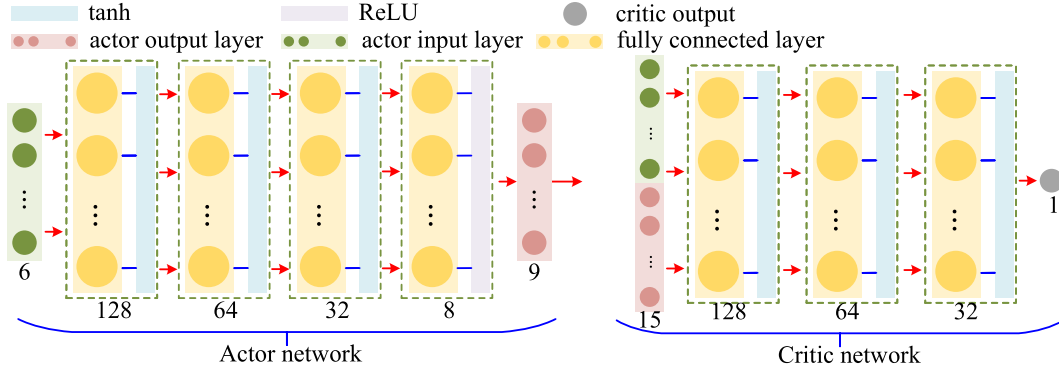 tanh
ReLU
critic output
actor output layer
actor input layer
fully connected layer
6
128
64
32
8
9
Actor network
15
128
64
32
1
Critic network